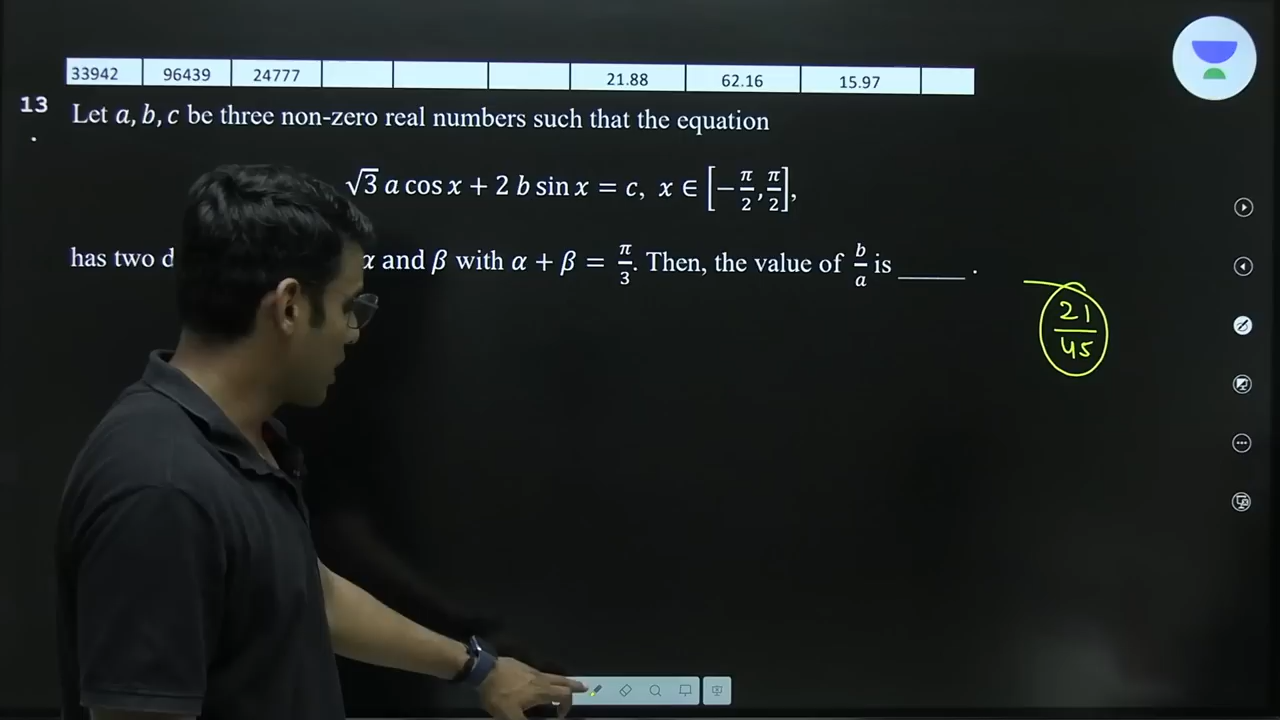 33942 96439 24777 21.88 62.16 15.97
13
.
Let a, b, c be three non-zero real numbers such that the equation
√3 a cos x + 2 b sin x = c, x ∈ [−π/2, π/2],
has two d α and β with α + β = π/3. Then, the value of b/a is ______ .
21/45